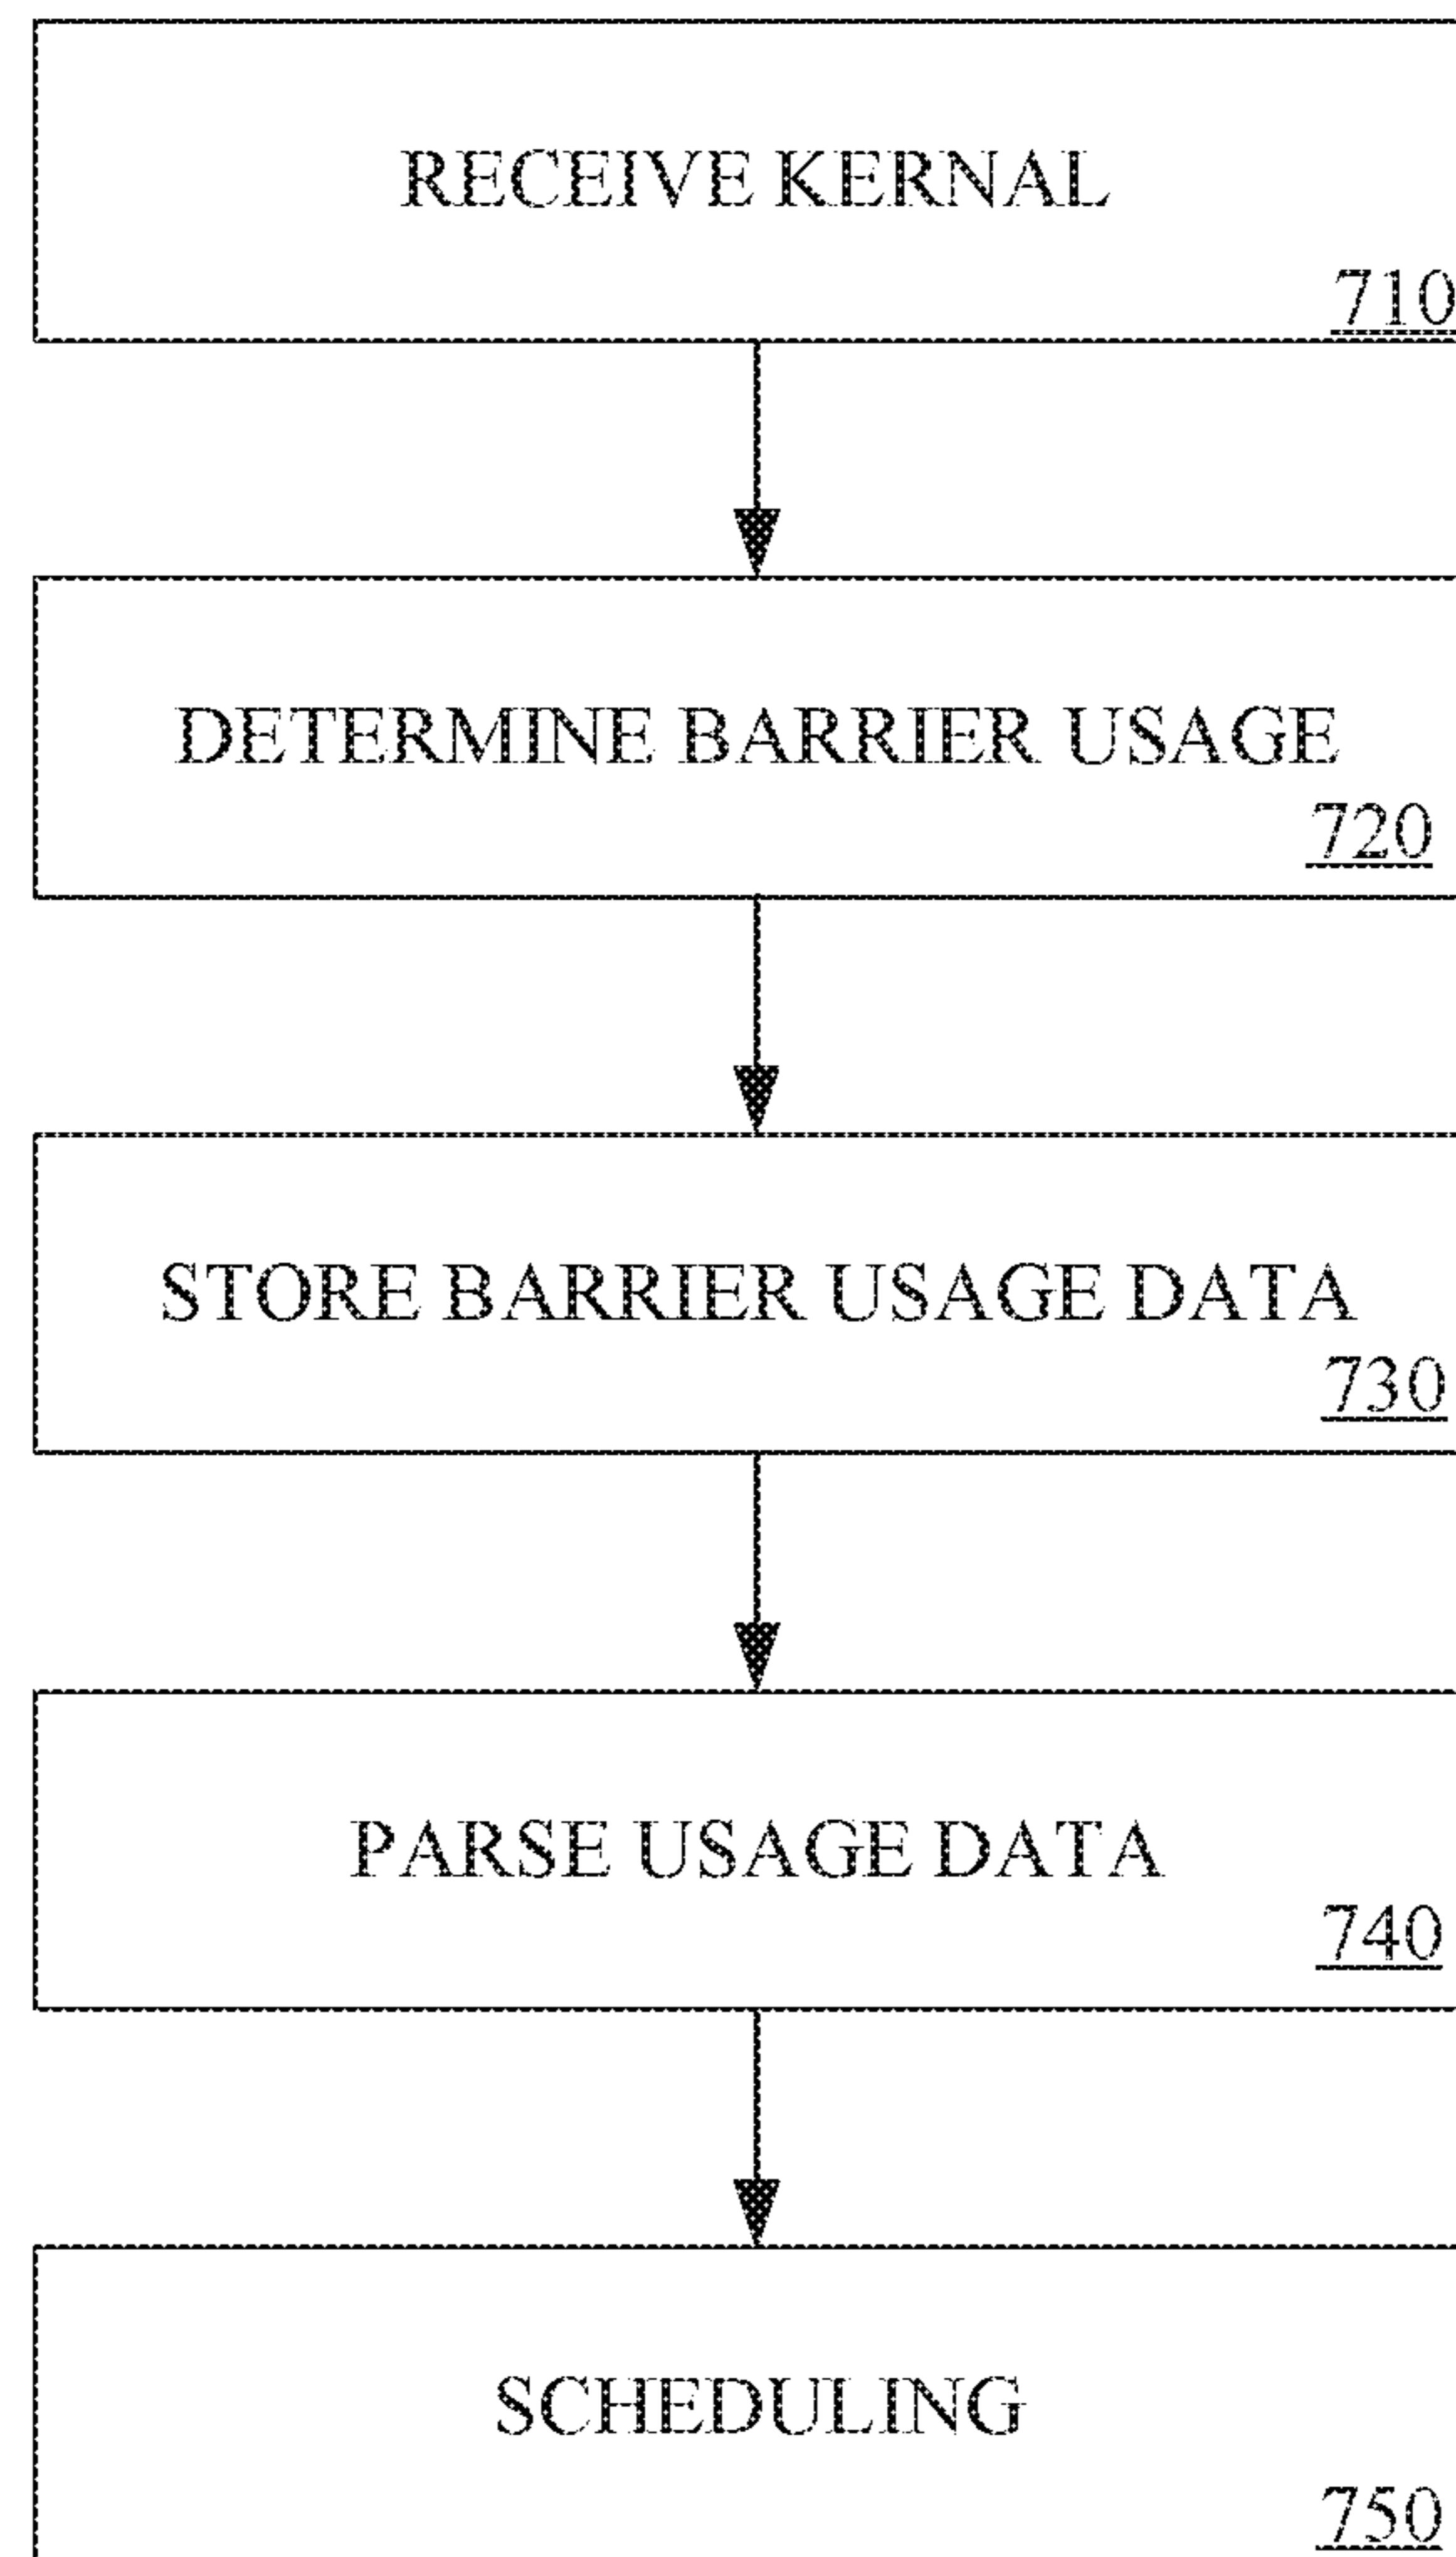 RECEIVE KERNAL
710
DETERMINE BARRIER USAGE
720
STORE BARRIER USAGE DATA
730
PARSE USAGE DATA
740
SCHEDULING
750